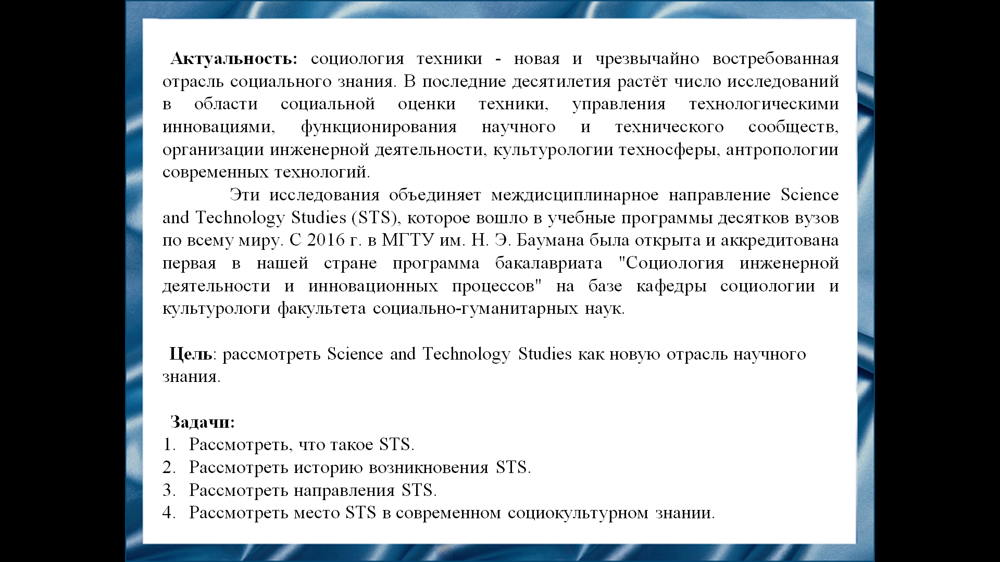 Актуальность: социология техники - новая и чрезвычайно востребованная
отрасль социального знания. В последние десятилетия растёт число исследований
в области социальной оценки техники, управления технологическими
инновациями, функционирования научного и технического сообществ,
организации инженерной деятельности, культурологии техносферы, антропологии
современных технологий.
Эти исследования объединяет междисциплинарное направление Science
and Technology Studies (STS), которое вошло в учебные программы десятков вузов
по всему миру. С 2016 г. в МГТУ им. Н. Э. Баумана была открыта и аккредитована
первая в нашей стране программа бакалавриата "Социология инженерной
деятельности и инновационных процессов" на базе кафедры социологии и
культурологи факультета социально-гуманитарных наук.
Цель: рассмотреть Science and Technology Studies как новую отрасль научного
знания.
Задачи:
1. Рассмотреть, что такое STS.
2. Рассмотреть историю возникновения STS.
3. Рассмотреть направления STS.
4. Рассмотреть место STS в современном социокультурном знании.